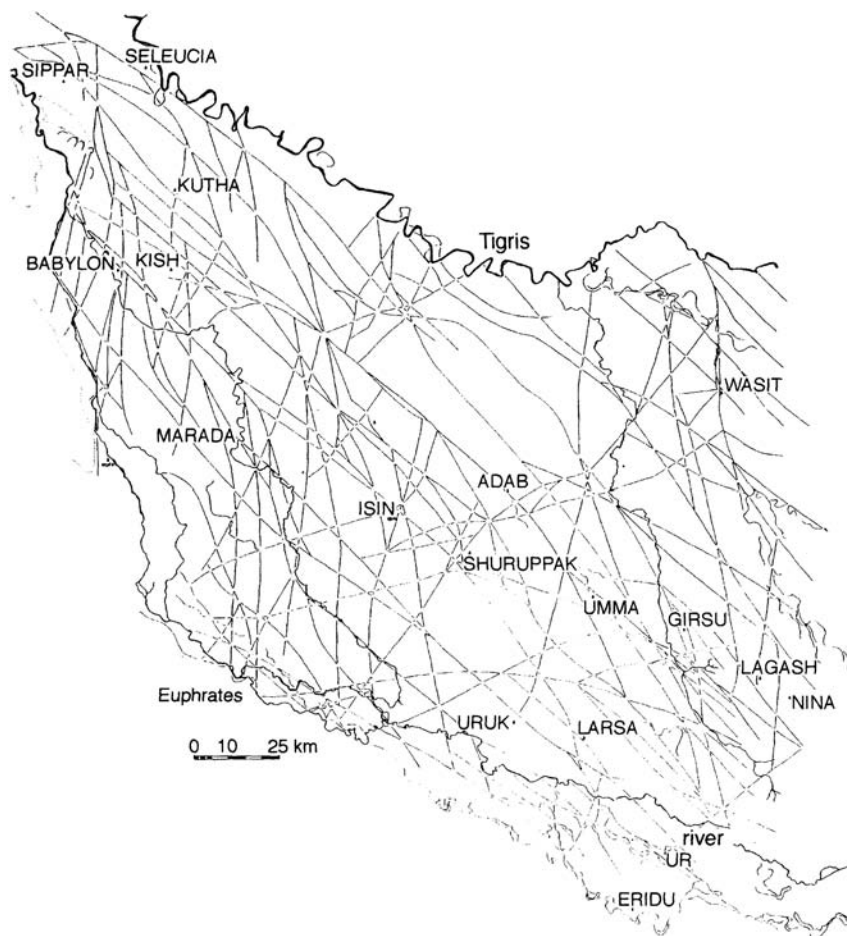 SELEUCIA
SIPPAR
KUTHA
Tigris
BABYLON
KISH
WASIT
MARADA
ADAB
ISIN
SHURUPPAK
UMMA
GIRSU
LAGASH
Euphrates
NINA
URUK
LARSA
0 10 25 km
river
UR
ERIDU